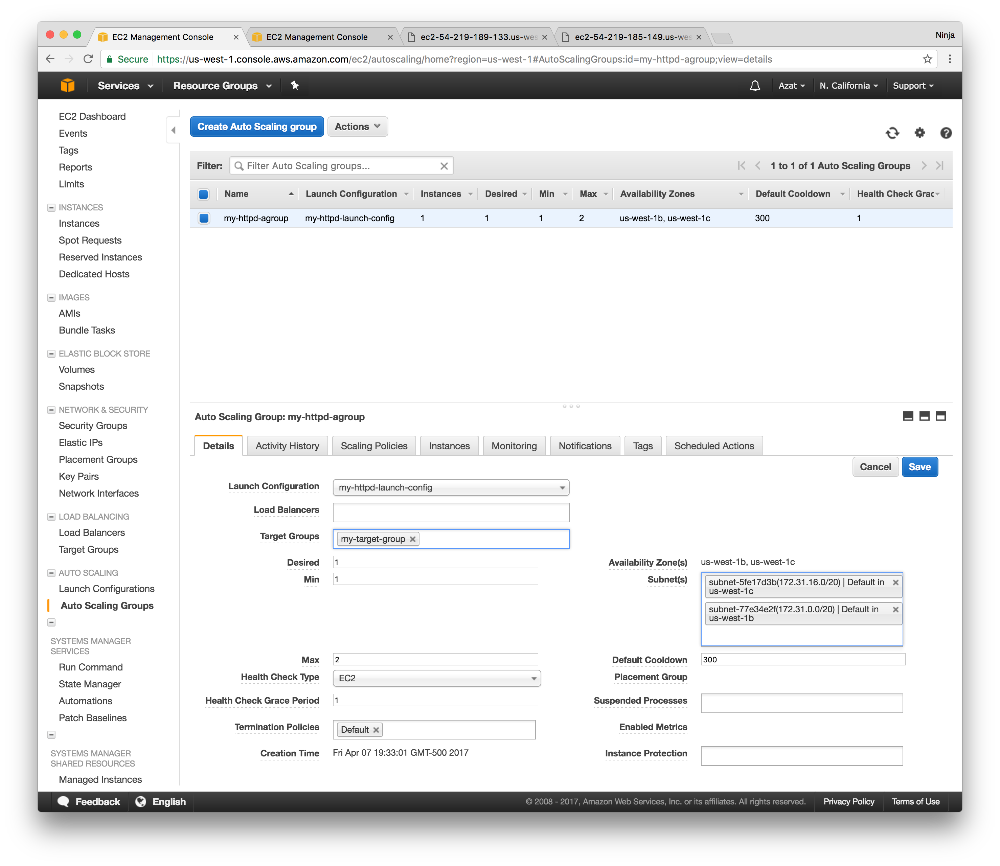 EC2 Management Console
EC2 Management Console
ec2-54-219-189-133.us-wes
ec2-54-219-185-149.us-wes
Ninja
Secure https://us-west-1.console.aws.amazon.com/ec2/autoscaling/home?region=us-west-1#AutoScalingGroups:id=my-httpd-agroup;view=details
Services Resource Groups Azat N. California Support
EC2 Dashboard
Events
Tags
Reports
Limits
INSTANCES
Instances
Spot Requests
Reserved Instances
Dedicated Hosts
IMAGES
AMIs
Bundle Tasks
ELASTIC BLOCK STORE
Volumes
Snapshots
NETWORK & SECURITY
Security Groups
Elastic IPs
Placement Groups
Key Pairs
Network Interfaces
LOAD BALANCING
Load Balancers
Target Groups
AUTO SCALING
Launch Configurations
Auto Scaling Groups
SYSTEMS MANAGER
SERVICES
Run Command
State Manager
Automations
Patch Baselines
SYSTEMS MANAGER
SHARED RESOURCES
Managed Instances
Create Auto Scaling group Actions
Filter: Filter Auto Scaling groups... 1 to 1 of 1 Auto Scaling Groups
Name Launch Configuration Instances Desired Min Max Availability Zones Default Cooldown Health Check Grac
my-httpd-agroup my-httpd-launch-config 1 1 1 2 us-west-1b, us-west-1c 300 1
Auto Scaling Group: my-httpd-agroup
Details Activity History Scaling Policies Instances Monitoring Notifications Tags Scheduled Actions
Cancel Save
Launch Configuration my-httpd-launch-config
Load Balancers
Target Groups my-target-group
Desired 1
Min 1
Availability Zone(s) us-west-1b, us-west-1c
Subnet(s) subnet-5fe17d3b(172.31.16.0/20) | Default in
us-west-1c
subnet-77e34e2f(172.31.0.0/20) | Default in
us-west-1b
Max 2
Default Cooldown 300
Health Check Type EC2
Placement Group
Health Check Grace Period 1
Suspended Processes
Termination Policies Default
Enabled Metrics
Creation Time Fri Apr 07 19:33:01 GMT-500 2017
Instance Protection
Feedback English © 2008 - 2017, Amazon Web Services, Inc. or its affiliates. All rights reserved. Privacy Policy Terms of Use